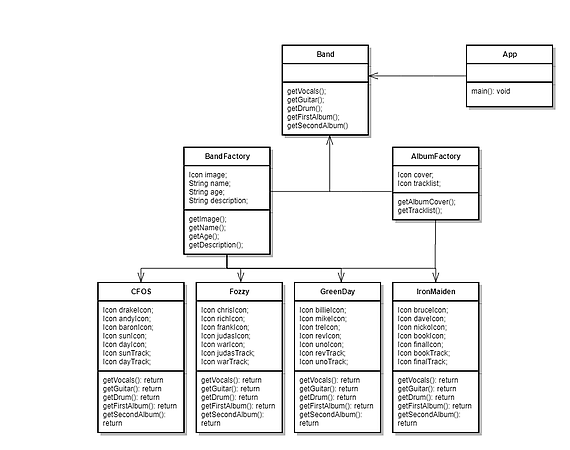 Band
getVocals();
getGuitar();
getDrum();
getFirstAlbum();
getSecondAlbum()
App
main(): void
BandFactory
Icon image;
String name;
String age;
String description;
getImage();
getName();
getAge();
getDescription();
AlbumFactory
Icon cover;
Icon tracklist;
getAlbumCover();
getTracklist();
CFOS
Icon drakeIcon;
Icon andyIcon;
Icon baronIcon;
Icon sunIcon;
Icon dayIcon;
Icon sunTrack;
Icon dayTrack;
getVocals(): return
getGuitar(): return
getDrum(): return
getFirstAlbum(): return
getSecondAlbum():
return
Fozzy
Icon chrisIcon;
Icon richIcon;
Icon frankIcon;
Icon judasIcon;
Icon warIcon;
Icon judasTrack;
Icon warTrack;
getVocals(): return
getGuitar(): return
getDrum(): return
getFirstAlbum(): return
getSecondAlbum():
return
GreenDay
Icon billieIcon;
Icon mikeIcon;
Icon treIcon;
Icon revIcon;
Icon unoIcon;
Icon revTrack;
Icon unoTrack;
getVocals(): return
getGuitar(): return
getDrum(): return
getFirstAlbum(): return
getSecondAlbum():
return
IronMaiden
Icon bruceIcon;
Icon daveIcon;
Icon nickoIcon;
Icon bookIcon;
Icon finalIcon;
Icon bookTrack;
Icon finalTrack;
getVocals(): return
getGuitar(): return
getDrum(): return
getFirstAlbum(): return
getSecondAlbum():
return